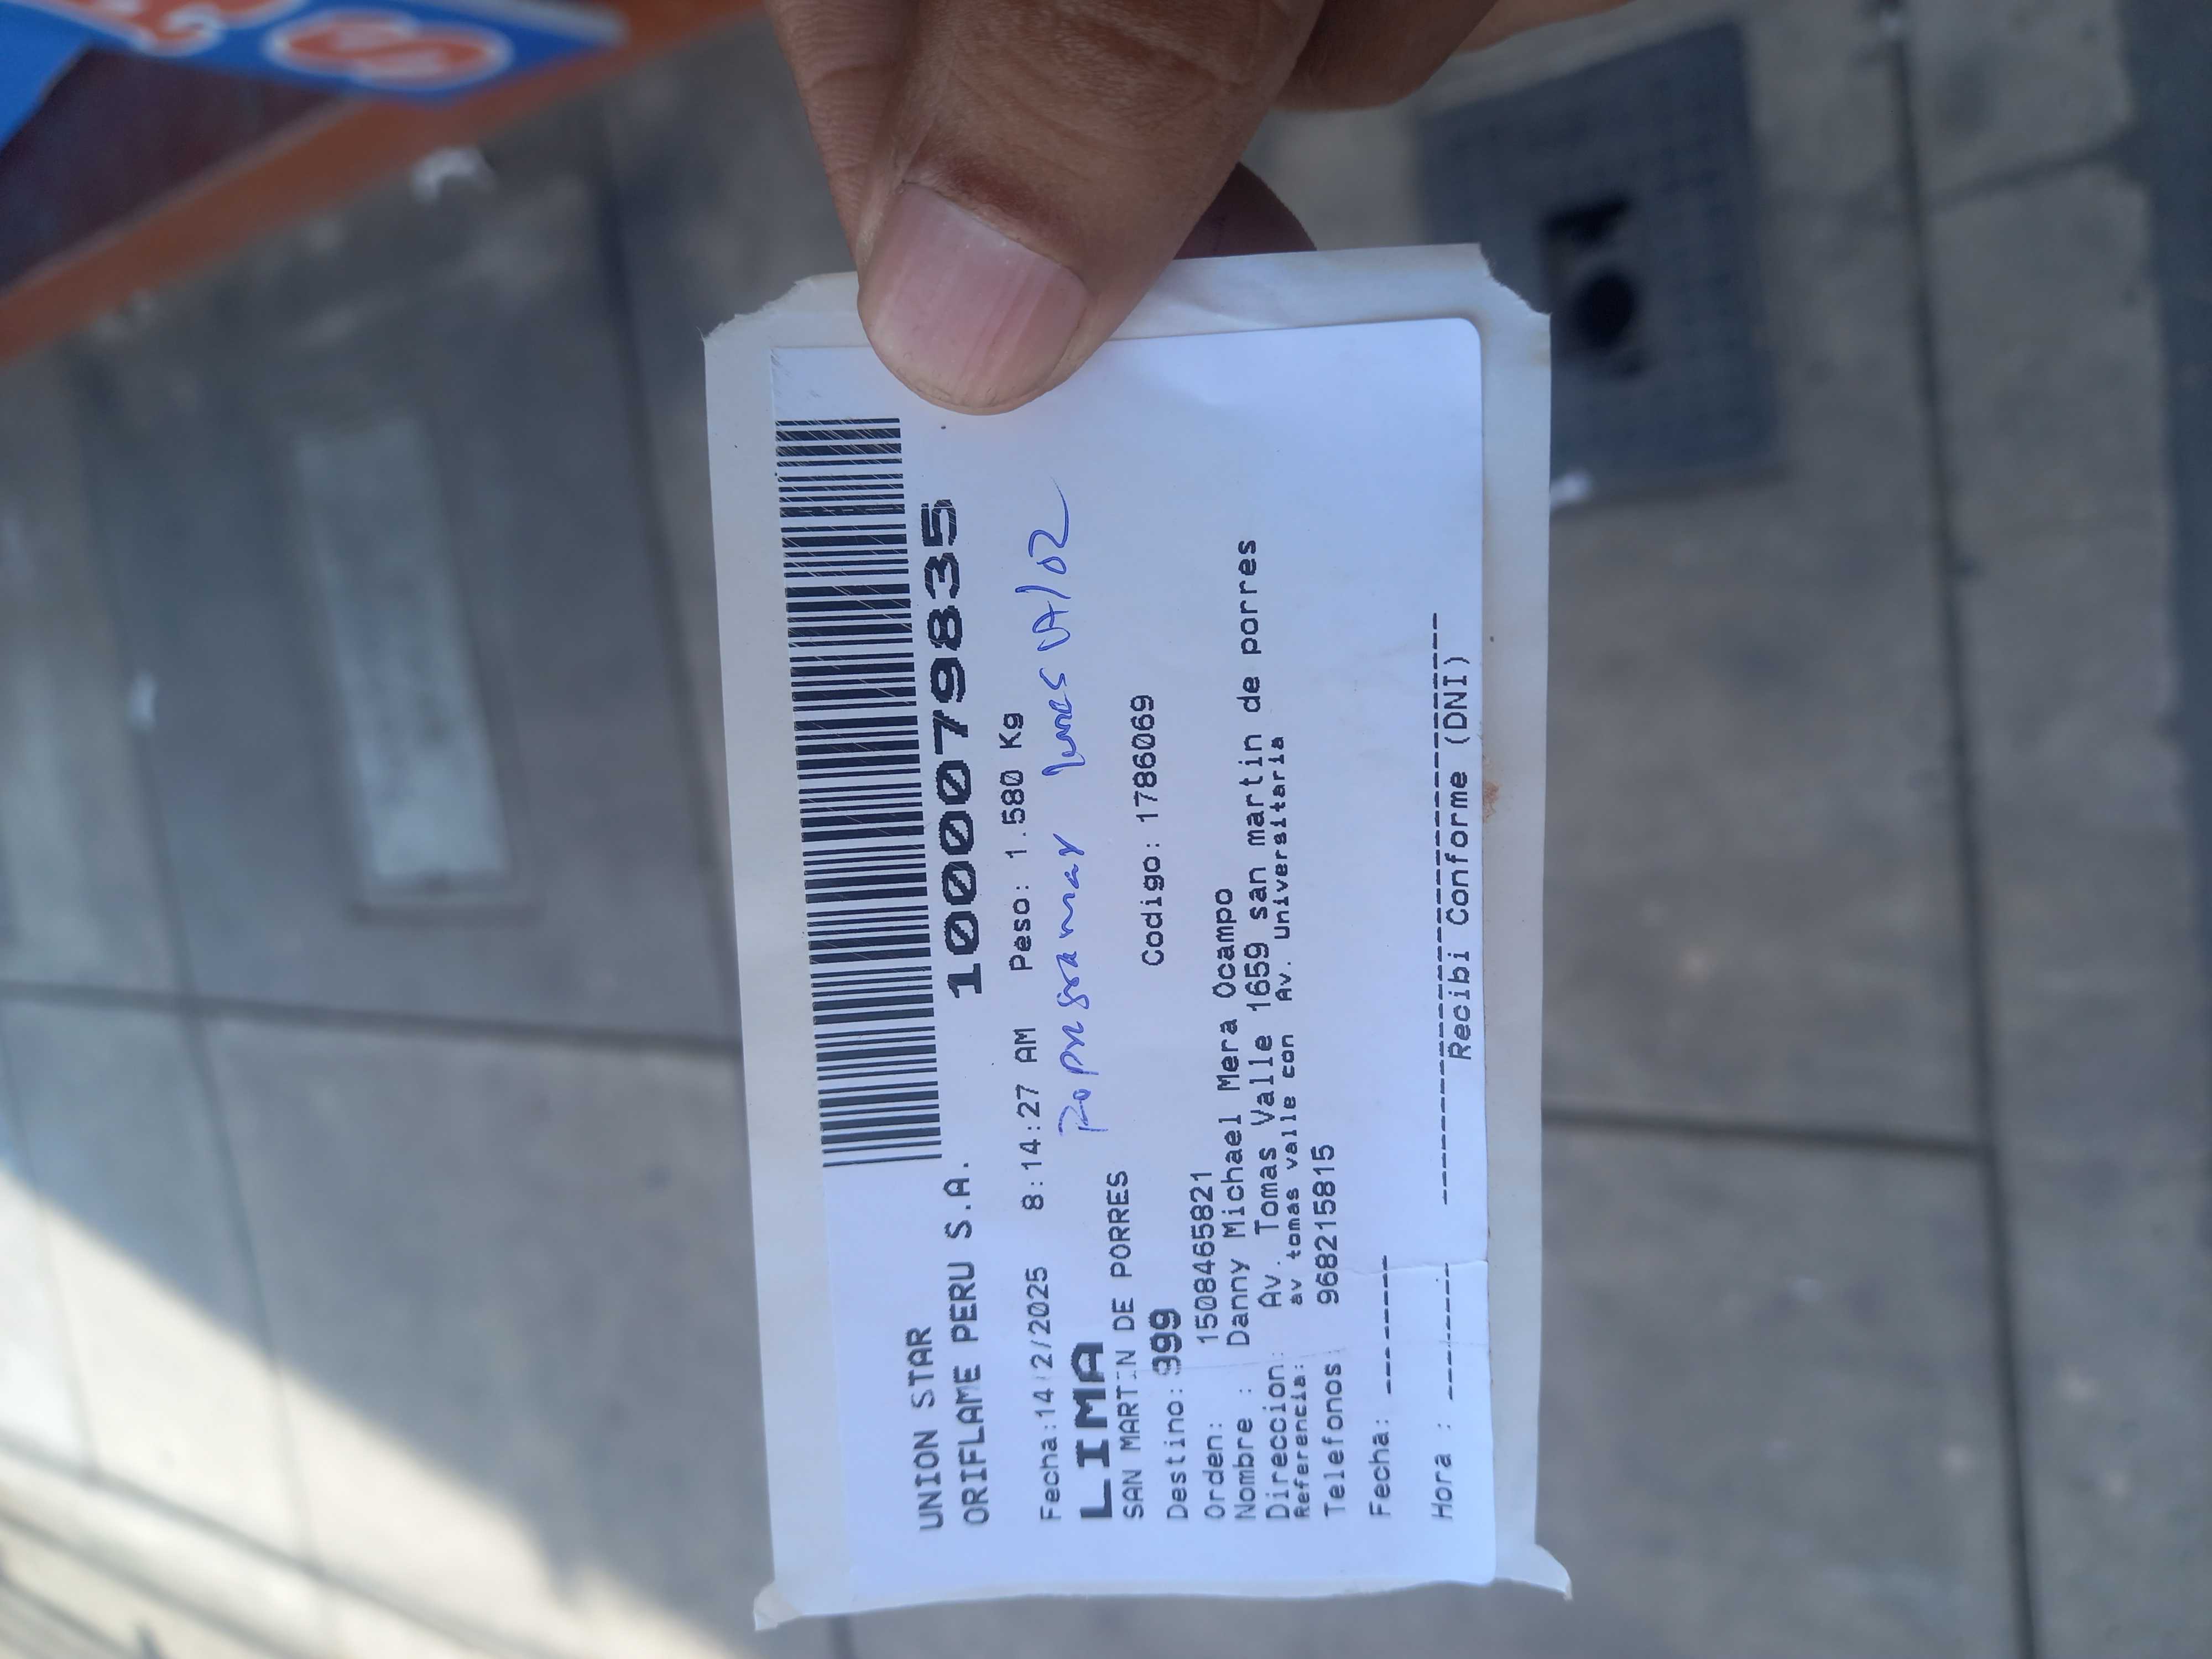 UNION STAR
ORIFLAME PERU S.A. 1000079835
Fecha:14/2/2025 8:14:27 AM Peso: 1.580 Kg
LIMA
Reprogramar lunes
SAN MARTIN DE PORRES
Destino:999 Codigo: 1786069
Orden: 1508465821
Nombre : Danny Michael Mera Ocampo
Direccion: Av. Tomas Valle 1659 san martin de porres
Referencia: av tomas valle con Av. Universitaria
Telefonos: 968215815
Fecha: --------
Hora : --------
Recibi Conforme (DNI)